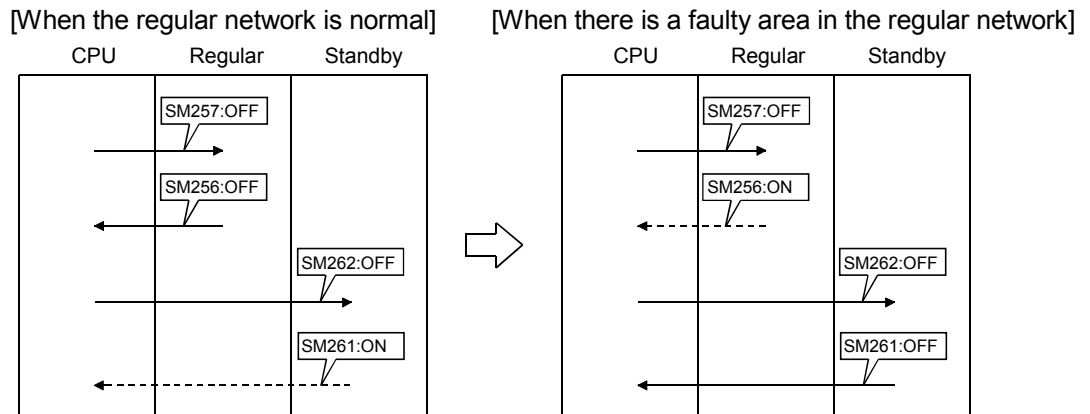 [When the regular network is normal]
CPU Regular Standby
SM257:OFF
SM256:OFF
SM262:OFF
SM261:ON
[When there is a faulty area in the regular network]
CPU Regular Standby
SM257:OFF
SM256:ON
SM262:OFF
SM261:OFF